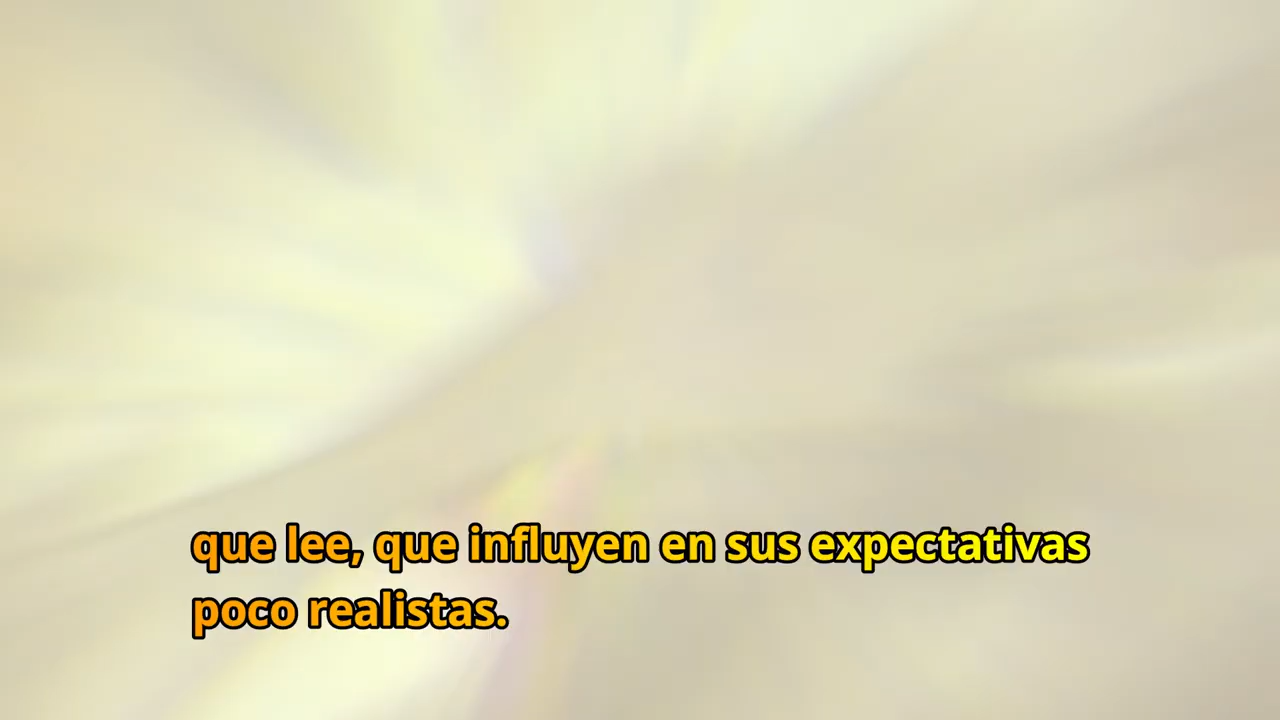 que lee, que influyen en sus expectativas
poco realistas.